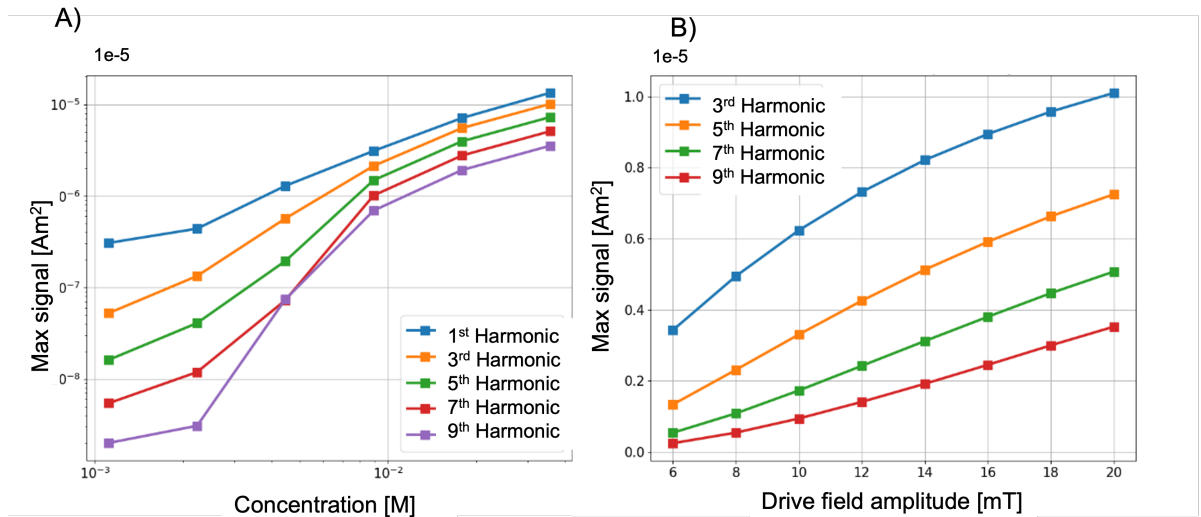 A)
1e-5
Max signal [Am²]
10⁻⁵
10⁻⁶
10⁻⁷
10⁻⁸
1ˢᵗ Harmonic
3ʳᵈ Harmonic
5ᵗʰ Harmonic
7ᵗʰ Harmonic
9ᵗʰ Harmonic
10⁻³ 10⁻²
Concentration [M]
B)
1e-5
Max signal [Am²]
1.0
0.8
0.6
0.4
0.2
0.0
3ʳᵈ Harmonic
5ᵗʰ Harmonic
7ᵗʰ Harmonic
9ᵗʰ Harmonic
6 8 10 12 14 16 18 20
Drive field amplitude [mT]